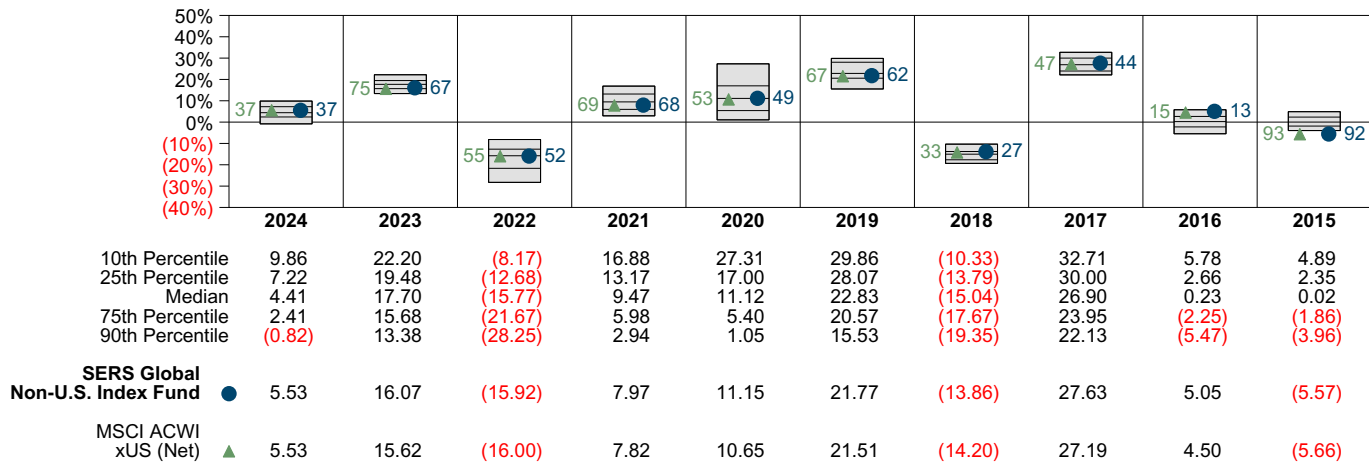 50%
40%
30%
20%
10%
0%
(10%)
(20%)
(30%)
(40%)
37 37
75 67
55 52
69 68
53 49
67 62
33 27
47 44
15 13
93 92
2024 2023 2022 2021 2020 2019 2018 2017 2016 2015
10th Percentile 9.86 22.20 (8.17) 16.88 27.31 29.86 (10.33) 32.71 5.78 4.89
25th Percentile 7.22 19.48 (12.68) 13.17 17.00 28.07 (13.79) 30.00 2.66 2.35
Median 4.41 17.70 (15.77) 9.47 11.12 22.83 (15.04) 26.90 0.23 0.02
75th Percentile 2.41 15.68 (21.67) 5.98 5.40 20.57 (17.67) 23.95 (2.25) (1.86)
90th Percentile (0.82) 13.38 (28.25) 2.94 1.05 15.53 (19.35) 22.13 (5.47) (3.96)
SERS Global
Non-U.S. Index Fund 5.53 16.07 (15.92) 7.97 11.15 21.77 (13.86) 27.63 5.05 (5.57)
MSCI ACWI
xUS (Net) 5.53 15.62 (16.00) 7.82 10.65 21.51 (14.20) 27.19 4.50 (5.66)